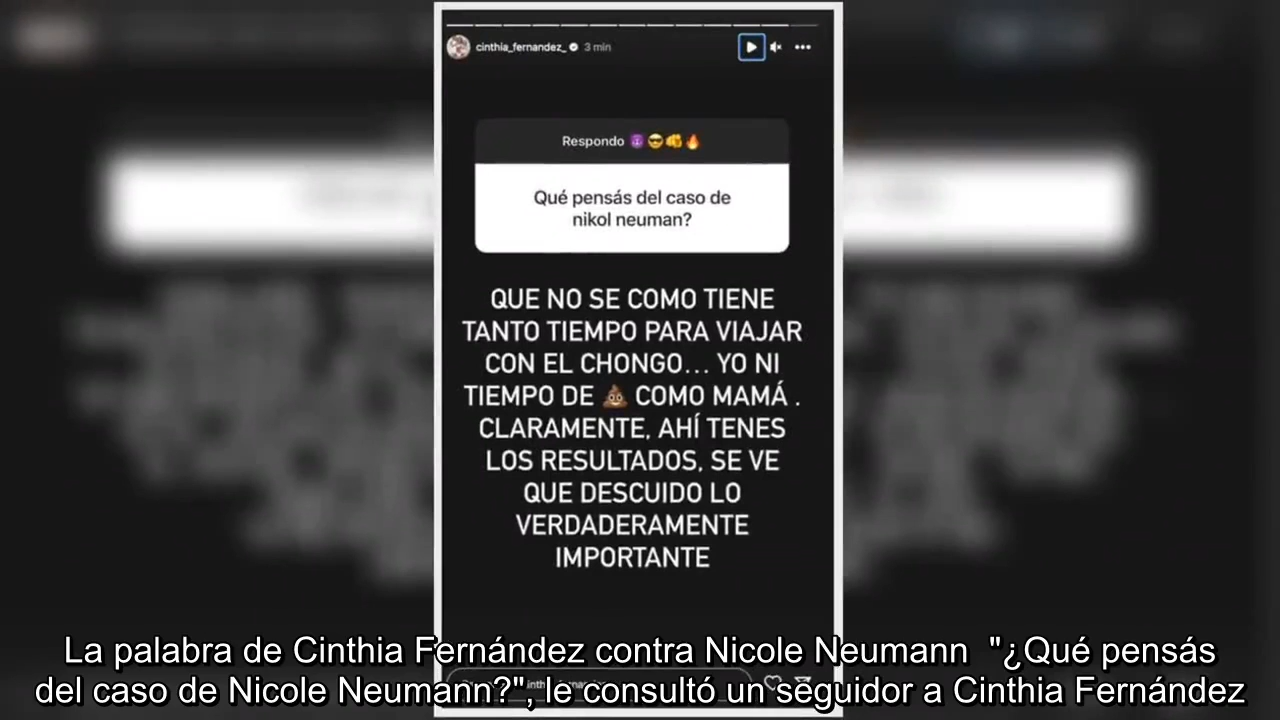 cinthia_fernandez_ 3 min
Respondo 😈😎🫵🔥
Qué pensás del caso de
nikol neuman?
QUE NO SE COMO TIENE
TANTO TIEMPO PARA VIAJAR
CON EL CHONGO... YO NI
TIEMPO DE 💩 COMO MAMÁ .
CLARAMENTE, AHÍ TENES
LOS RESULTADOS, SE VE
QUE DESCUIDO LO
VERDADERAMENTE
IMPORTANTE
La palabra de Cinthia Fernández contra Nicole Neumann "¿Qué pensás
del caso de Nicole Neumann?", le consultó un seguidor a Cinthia Fernández